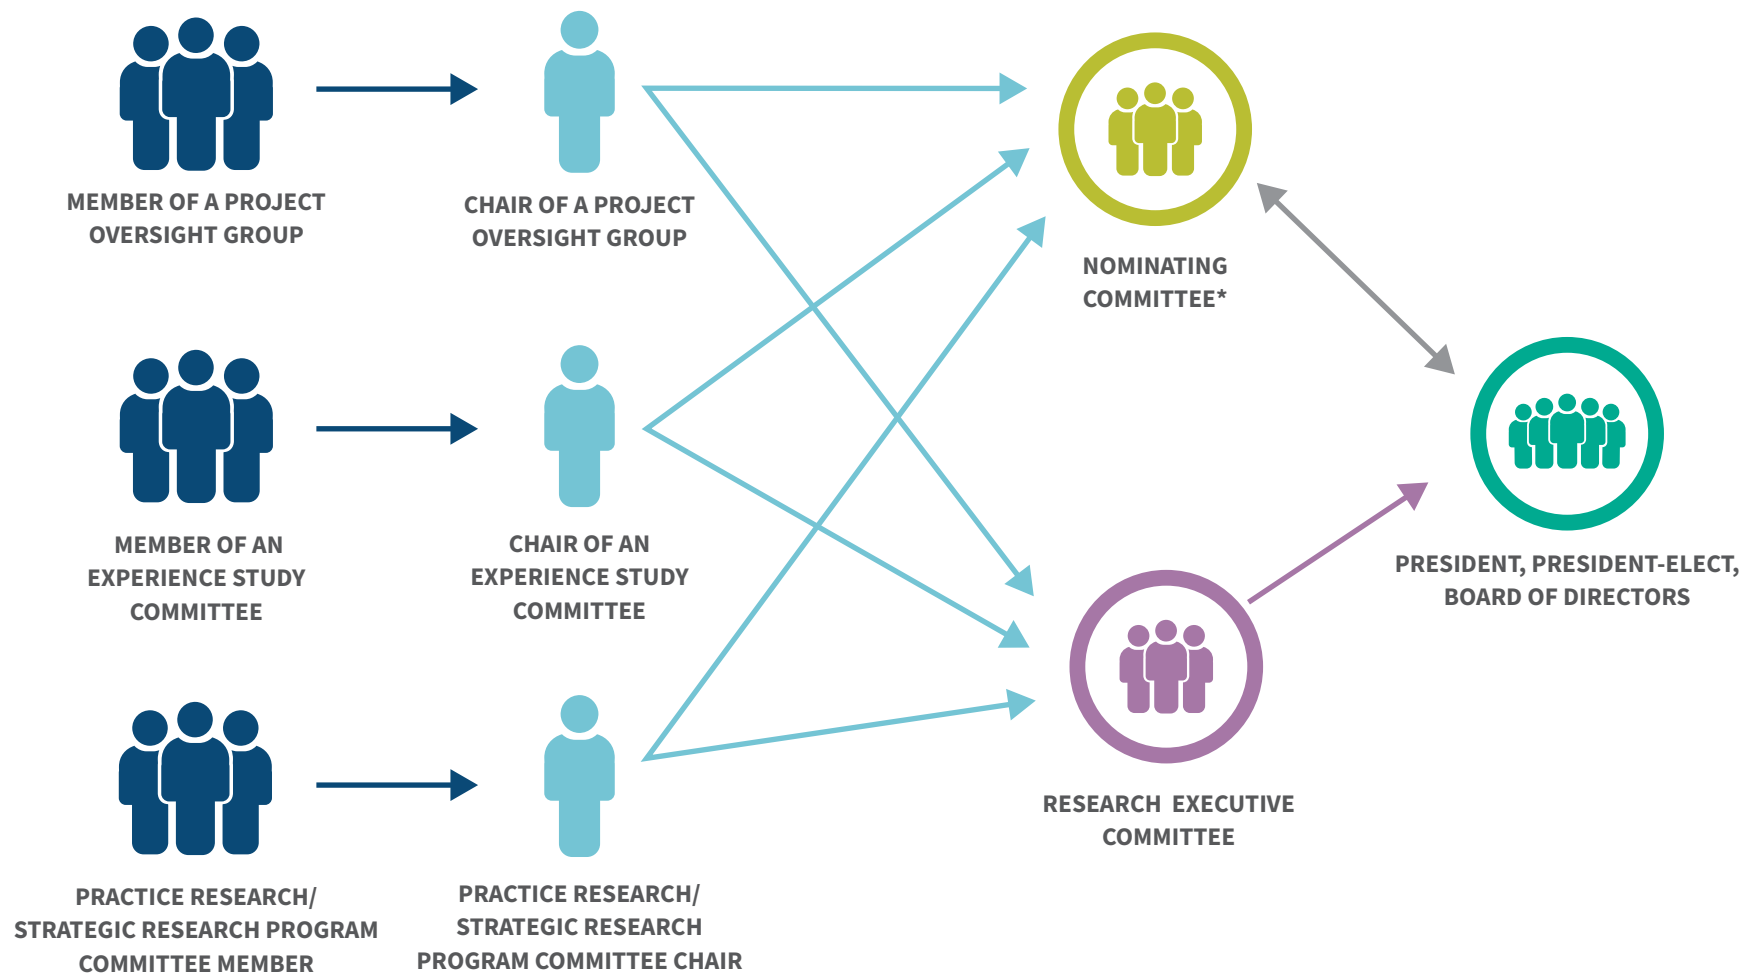 MEMBER OF A PROJECT
OVERSIGHT GROUP
CHAIR OF A PROJECT
OVERSIGHT GROUP
NOMINATING
COMMITTEE*
MEMBER OF AN
EXPERIENCE STUDY
COMMITTEE
CHAIR OF AN
EXPERIENCE STUDY
COMMITTEE
PRESIDENT, PRESIDENT-ELECT,
BOARD OF DIRECTORS
RESEARCH EXECUTIVE
COMMITTEE
PRACTICE RESEARCH/
STRATEGIC RESEARCH PROGRAM
COMMITTEE MEMBER
PRACTICE RESEARCH/
STRATEGIC RESEARCH
PROGRAM COMMITTEE CHAIR